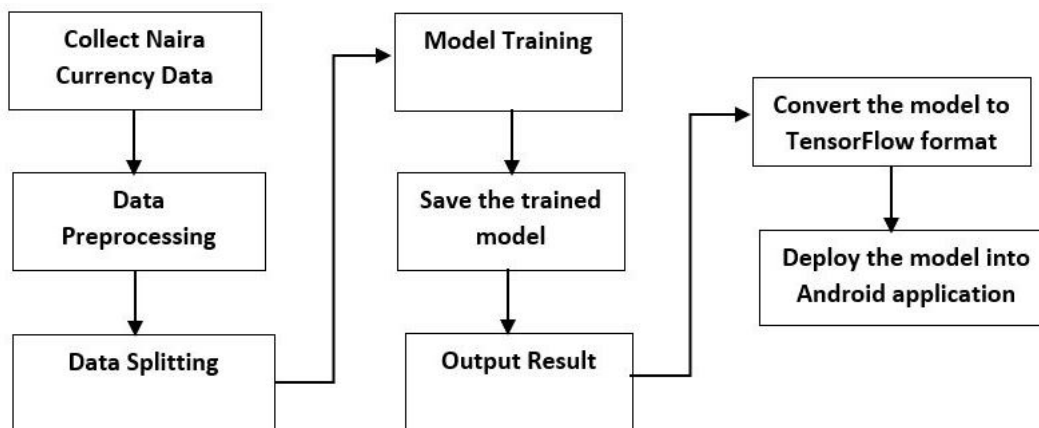 Collect Naira
Currency Data
Data
Preprocessing
Data Splitting
Model Training
Save the trained
model
Output Result
Convert the model to
TensorFlow format
Deploy the model into
Android application